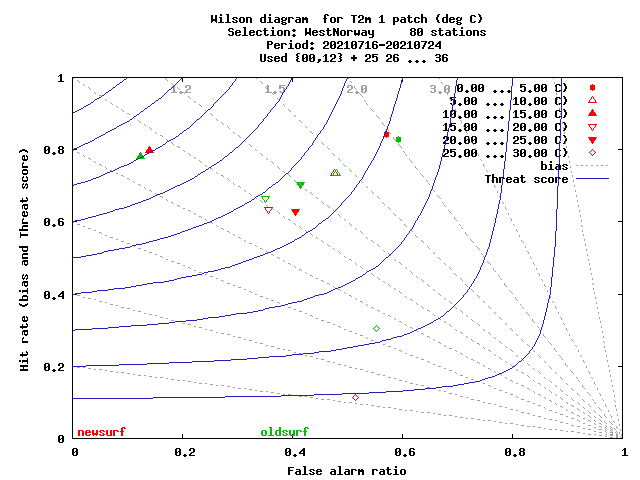 Wilson diagram  for T2m 1 patch (deg C)
Selection: WestNorway     80 stations
Period: 20210716-20210724
Used {00,12} + 25 26 ... 36
1
0.8
0.6
0.4
0.2
0
Hit rate (bias and Threat score)
1.2
1.5
2.0
3.0
0.00 ... 5.00 C)
5.00 ... 10.00 C)
10.00 ... 15.00 C)
15.00 ... 20.00 C)
20.00 ... 25.00 C)
25.00 ... 30.00 C)
bias
Threat score
newsurf
oldsurf
0
0.2
0.4
0.6
0.8
1
False alarm ratio